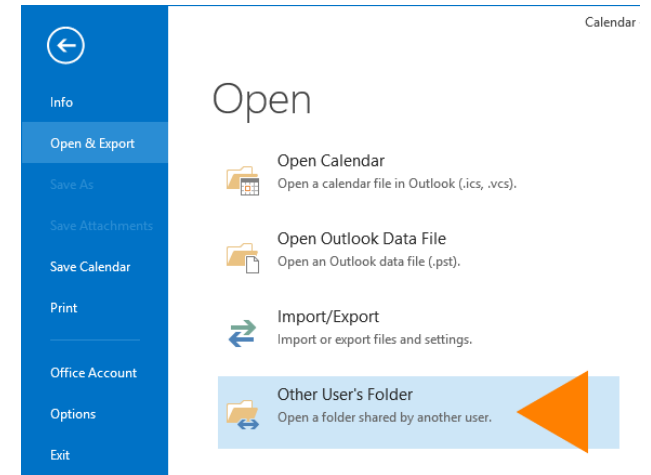 Calendar
Info
Open & Export
Save As
Save Attachments
Save Calendar
Print
Office Account
Options
Exit
Open
Open Calendar
Open a calendar file in Outlook (.ics, .vcs).
Open Outlook Data File
Open an Outlook data file (.pst).
Import/Export
Import or export files and settings.
Other User's Folder
Open a folder shared by another user.